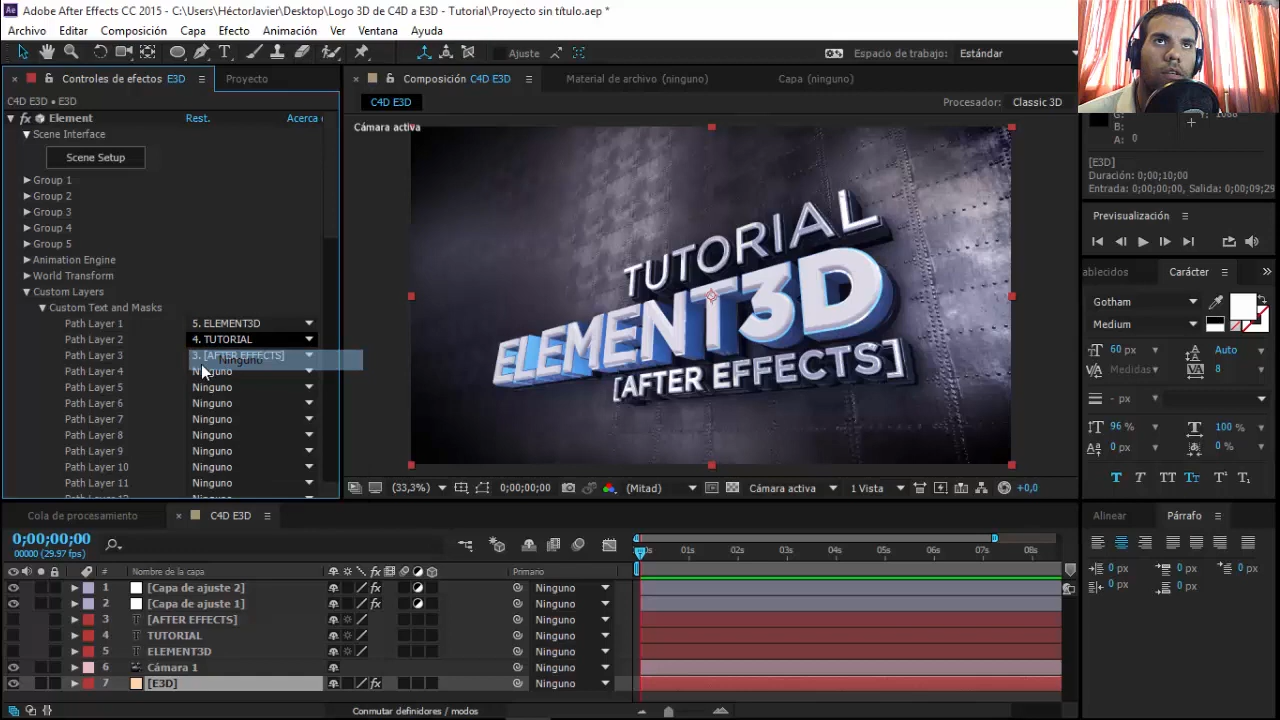 Adobe After Effects CC 2015 - C:\Users\HéctorJavier\Desktop\Logo 3D de C4D a E3D - Tutorial\Proyecto sin título.aep *
Archivo Editar Composición Capa Efecto Animación Ver Ventana Ayuda
Ajuste Espacio de trabajo: Estándar
Controles de efectos E3D Proyecto
Composición C4D E3D Material de archivo (ninguno) Capa (ninguno)
C4D E3D • E3D
C4D E3D Procesador: Classic 3D
Element Rest. Acerca
Cámara activa
Scene Interface
Scene Setup
Group 1
Group 2
Group 3
Group 4
Group 5
Animation Engine
World Transform
Custom Layers
Custom Text and Masks
Path Layer 1 5. ELEMENT3D
Path Layer 2 4. TUTORIAL
Path Layer 3 3. [AFTER EFFECTS]
Ninguno
Path Layer 4 Ninguno
Path Layer 5 Ninguno
Path Layer 6 Ninguno
Path Layer 7 Ninguno
Path Layer 8 Ninguno
Path Layer 9 Ninguno
Path Layer 10 Ninguno
Path Layer 11 Ninguno
TUTORIAL
ELEMENT3D
[AFTER EFFECTS]
(33,3%) 0;00;00;00 (Mitad) Cámara activa 1 Vista +0,0
G:
B:
A: 0
[E3D]
Duración: 0;00;10;00
Entrada: 0;00;00;00, Salida: 0;00;09;29
Previsualización
ablecidos Carácter
Gotham
Medium
60 px Auto
Medidas 8
- px
96 % 100 %
0 px 0 %
T T TT Tt
Alinear Párrafo
0 px 0 px 0 px
0 px 0 px
Cola de procesamiento C4D E3D
0;00;00;00
00000 (29.97 fps)
0s 01s 02s 03s 04s 05s 06s 07s 08s
# Nombre de la capa Primario
1 [Capa de ajuste 2] Ninguno
2 [Capa de ajuste 1] Ninguno
3 [AFTER EFFECTS] Ninguno
4 TUTORIAL Ninguno
5 ELEMENT3D Ninguno
6 Cámara 1 Ninguno
7 [E3D] Ninguno
Conmutar definidores / modos